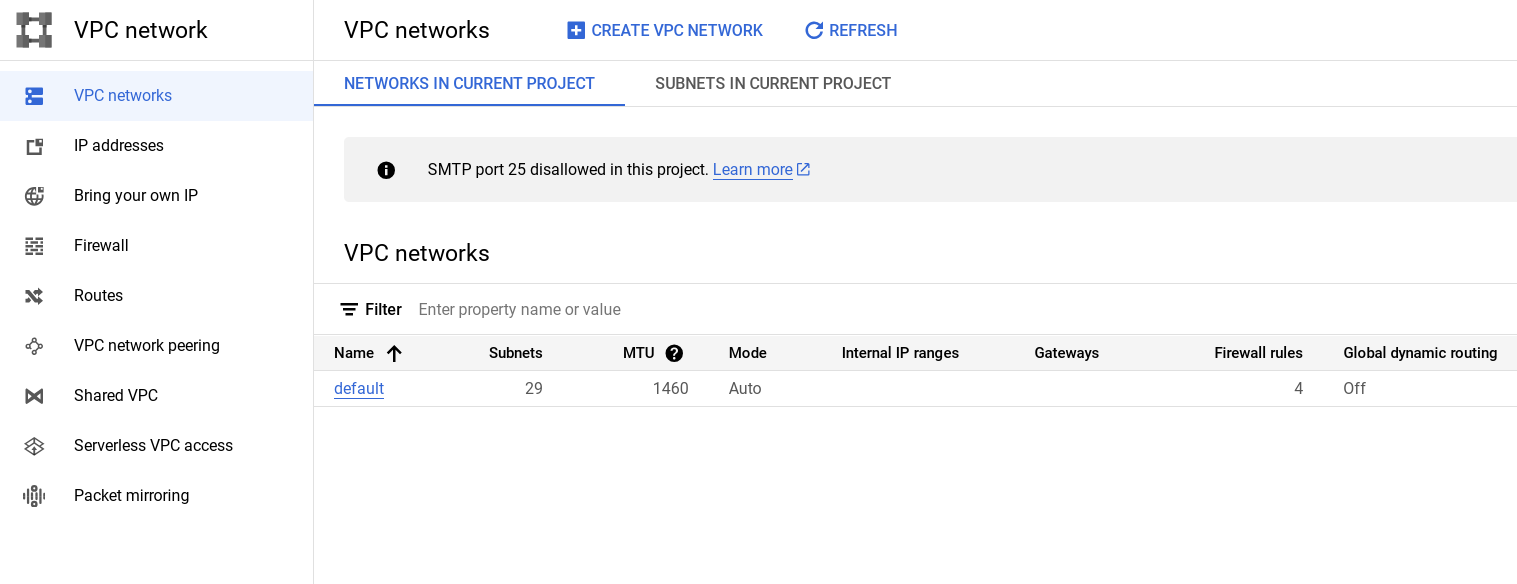 VPC network
VPC networks
IP addresses
Bring your own IP
Firewall
Routes
VPC network peering
Shared VPC
Serverless VPC access
Packet mirroring
VPC networks CREATE VPC NETWORK REFRESH
NETWORKS IN CURRENT PROJECT SUBNETS IN CURRENT PROJECT
SMTP port 25 disallowed in this project. Learn more
VPC networks
Filter Enter property name or value
Name Subnets MTU Mode Internal IP ranges Gateways Firewall rules Global dynamic routing
default 29 1460 Auto 4 Off